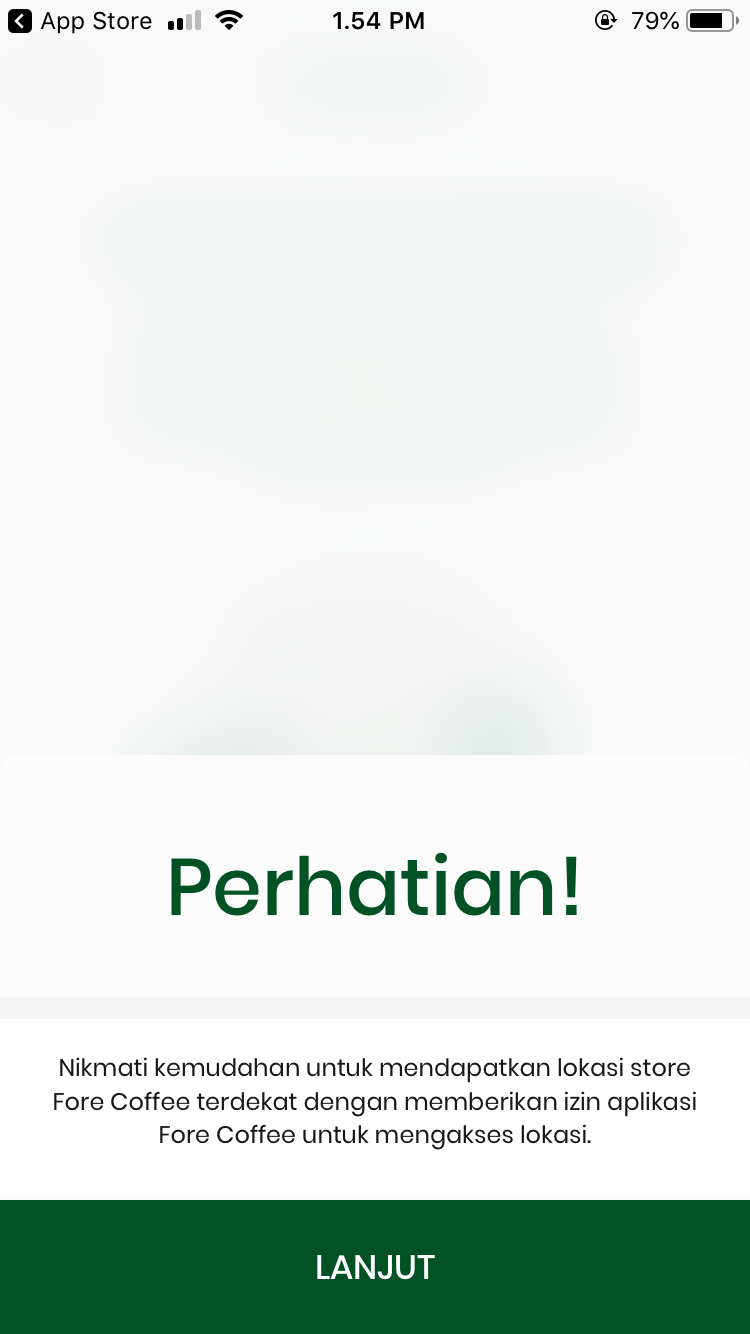 App Store 1.54 PM 79%
Perhatian!
Nikmati kemudahan untuk mendapatkan lokasi store
Fore Coffee terdekat dengan memberikan izin aplikasi
Fore Coffee untuk mengakses lokasi.
LANJUT